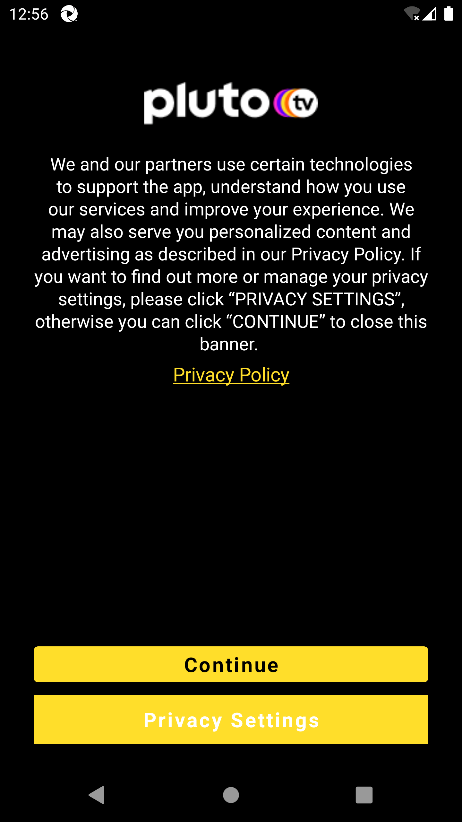 12:56
pluto tv
We and our partners use certain technologies
to support the app, understand how you use
our services and improve your experience. We
may also serve you personalized content and
advertising as described in our Privacy Policy. If
you want to find out more or manage your privacy
settings, please click “PRIVACY SETTINGS”,
otherwise you can click “CONTINUE” to close this
banner.
Privacy Policy
Continue
Privacy Settings